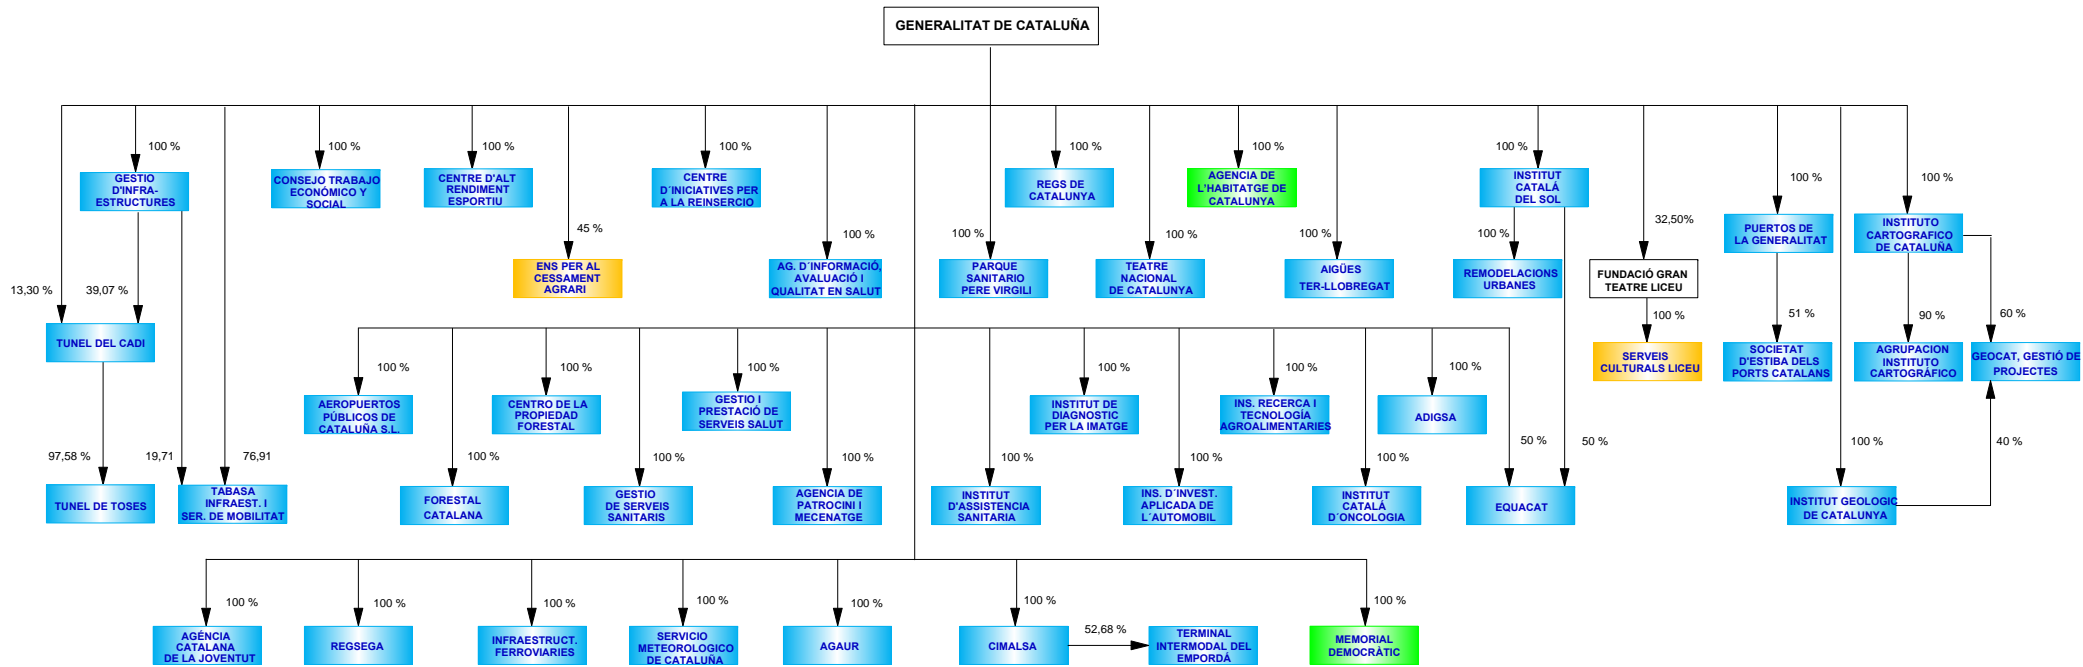 GENERALITAT DE CATALUÑA
100 %
100 %
100 %
100 %
100 %
100 %
100 %
GESTIO
D'INFRA-
ESTRUCTURES
CONSEJO TRABAJO
ECONÓMICO Y
SOCIAL
CENTRE D'ALT
RENDIMENT
ESPORTIU
CENTRE
D´INICIATIVES PER
A LA REINSERCIO
REGS DE
CATALUNYA
AGENCIA DE
L'HABITATGE DE
CATALUNYA
INSTITUT
CATALÁ
DEL SOL
100 %
100 %
45 %
100 %
100 %
100 %
100 %
100 %
32,50%
PUERTOS DE
LA GENERALITAT
INSTITUTO
CARTOGRAFICO
DE CATALUÑA
ENS PER AL
CESSAMENT
AGRARI
AG. D´INFORMACIÓ,
AVALUACIÓ I
QUALITAT EN SALUT
PARQUE
SANITARIO
PERE VIRGILI
TEATRE
NACIONAL
DE CATALUNYA
AIGÜES
TER-LLOBREGAT
REMODELACIONS
URBANES
FUNDACIÓ GRAN
TEATRE LICEU
13,30 %
39,07 %
100 %
51 %
90 %
60 %
TUNEL DEL CADI
SERVEIS
CULTURALS LICEU
SOCIETAT
D'ESTIBA DELS
PORTS CATALANS
AGRUPACION
INSTITUTO
CARTOGRÁFICO
GEOCAT, GESTIÓ DE
PROJECTES
100 %
100 %
100 %
100 %
100 %
100 %
AEROPUERTOS
PÚBLICOS DE
CATALUÑA S.L.
CENTRO DE LA
PROPIEDAD
FORESTAL
GESTIO I
PRESTACIÓ DE
SERVEIS SALUT
INSTITUT DE
DIAGNOSTIC
PER LA IMATGE
INS. RECERCA I
TECNOLOGÍA
AGROALIMENTARIES
ADIGSA
97,58 %
19,71
76,91
100 %
100 %
100 %
100 %
100 %
100 %
50 %
50 %
100 %
40 %
TUNEL DE TOSES
TABASA
INFRAEST. I
SER. DE MOBILITAT
FORESTAL
CATALANA
GESTIO
DE SERVEIS
SANITARIS
AGENCIA DE
PATROCINI I
MECENATGE
INSTITUT
D'ASSISTENCIA
SANITARIA
INS. D´INVEST.
APLICADA DE
L´AUTOMOBIL
INSTITUT
CATALÁ
D´ONCOLOGIA
EQUACAT
INSTITUT GEOLOGIC
DE CATALUNYA
100 %
100 %
100 %
100 %
100 %
100 %
100 %
AGÉNCIA
CATALANA
DE LA JOVENTUT
REGSEGA
INFRAESTRUCT.
FERROVIARIES
SERVICIO
METEOROLOGICO
DE CATALUÑA
AGAUR
CIMALSA
52,68 %
TERMINAL
INTERMODAL DEL
EMPORDÁ
MEMORIAL
DEMOCRÀTIC